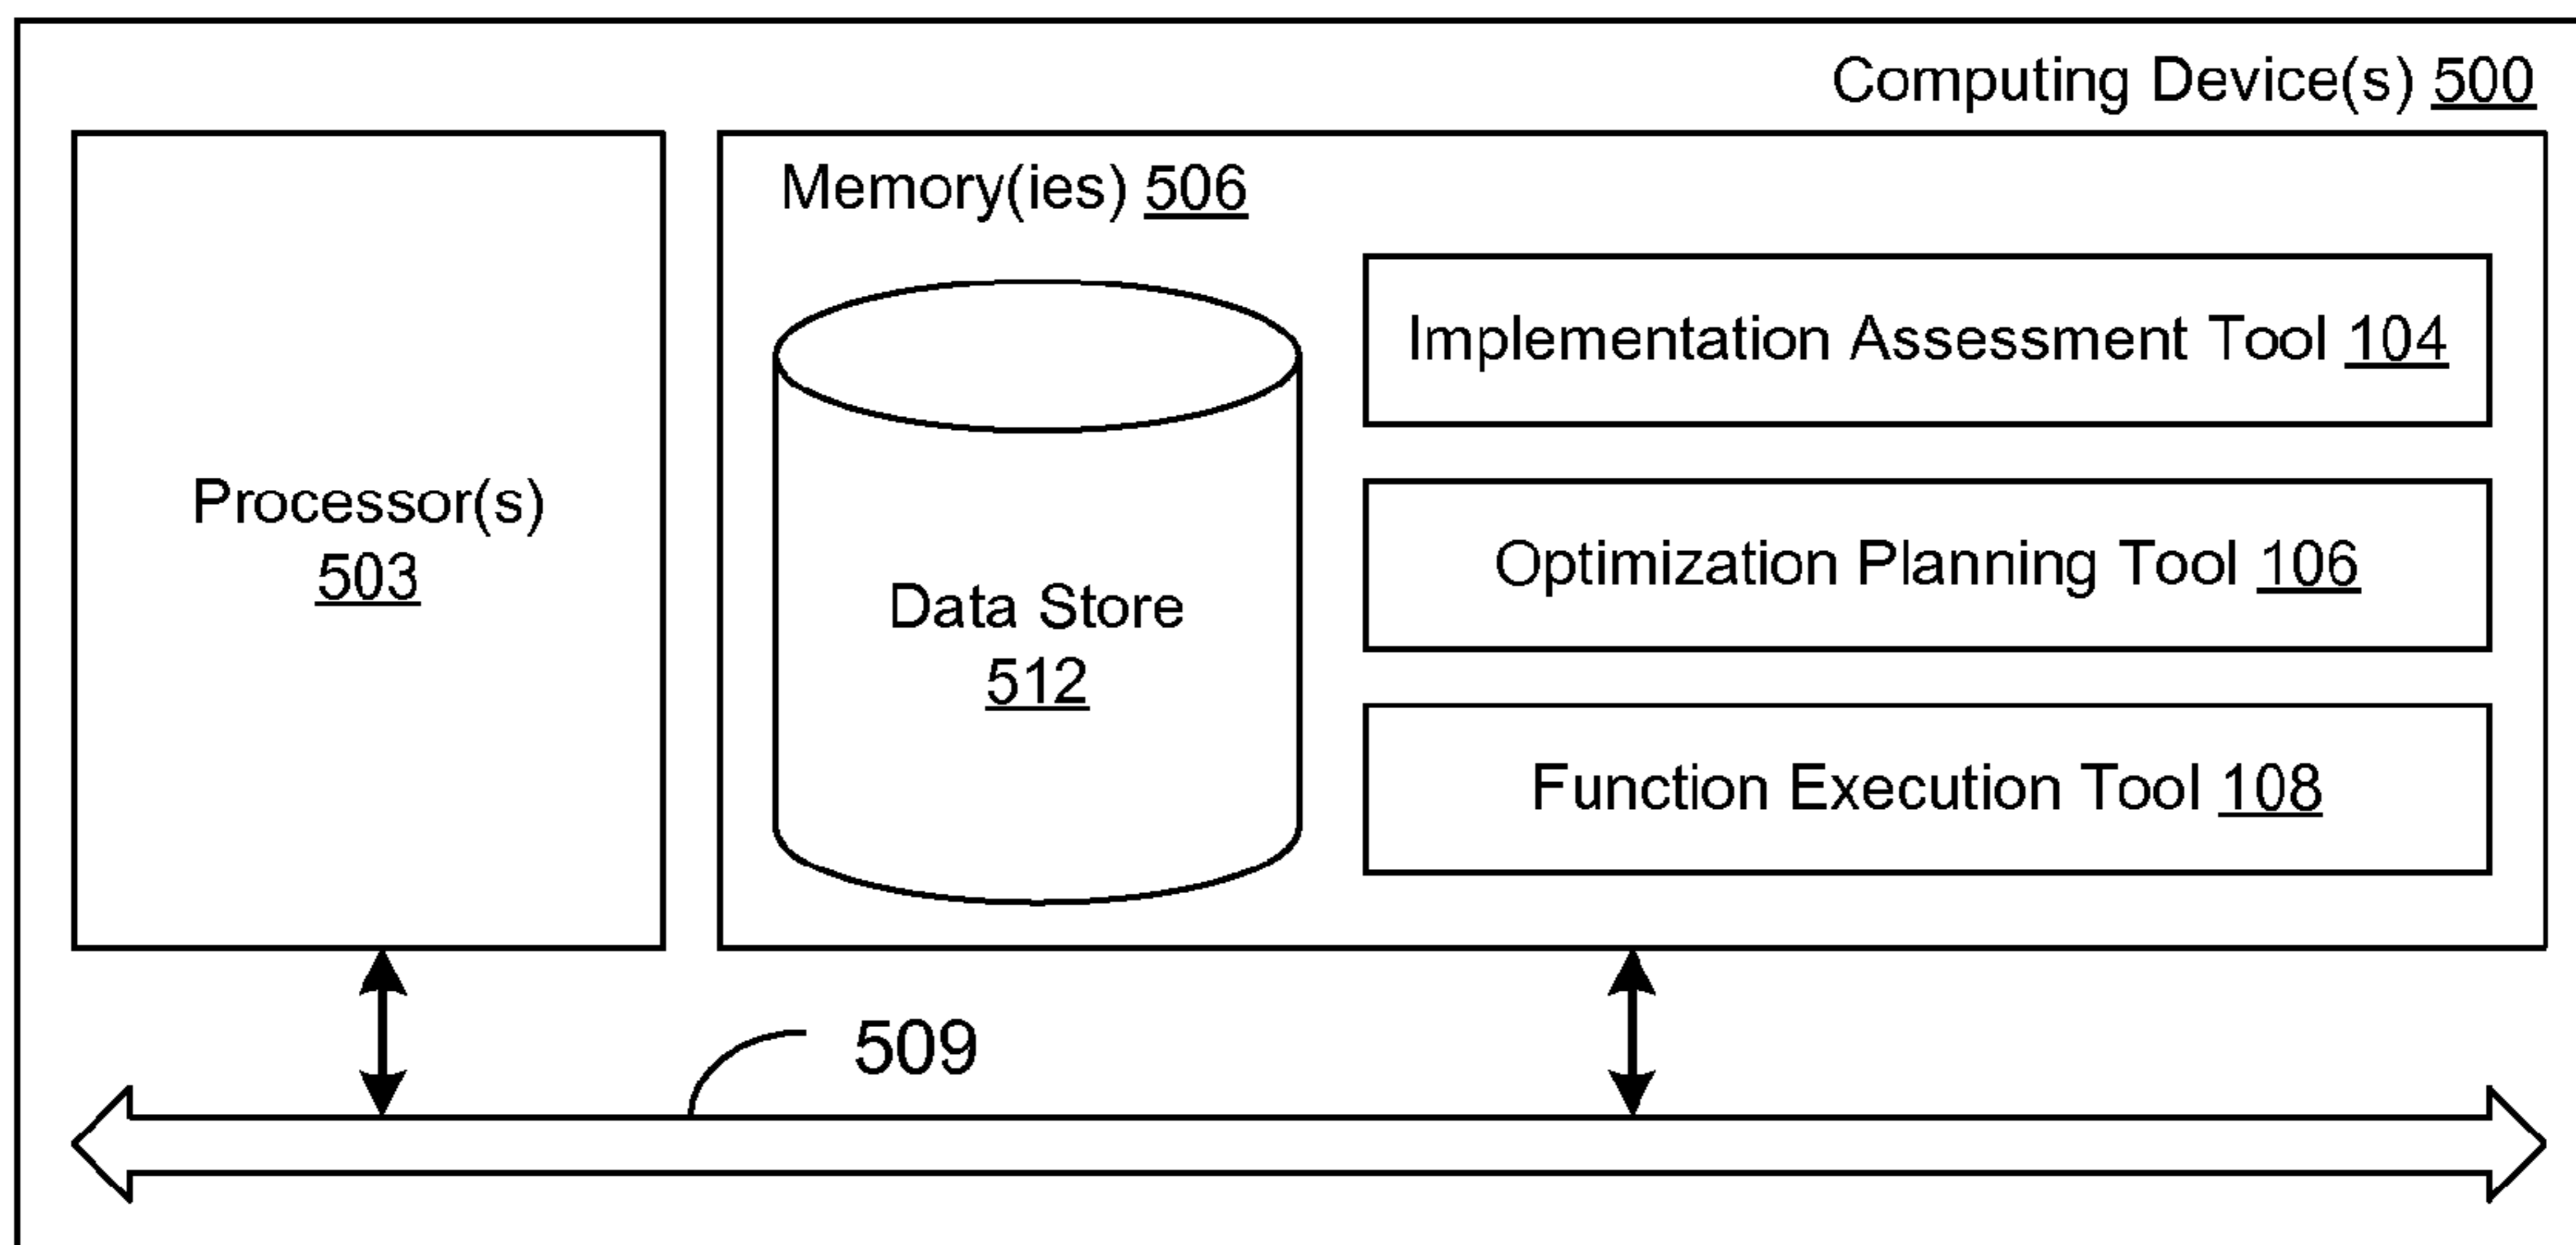 Computing Device(s) 500
Memory(ies) 506
Implementation Assessment Tool 104
Processor(s)
503
Optimization Planning Tool 106
Data Store
512
Function Execution Tool 108
509